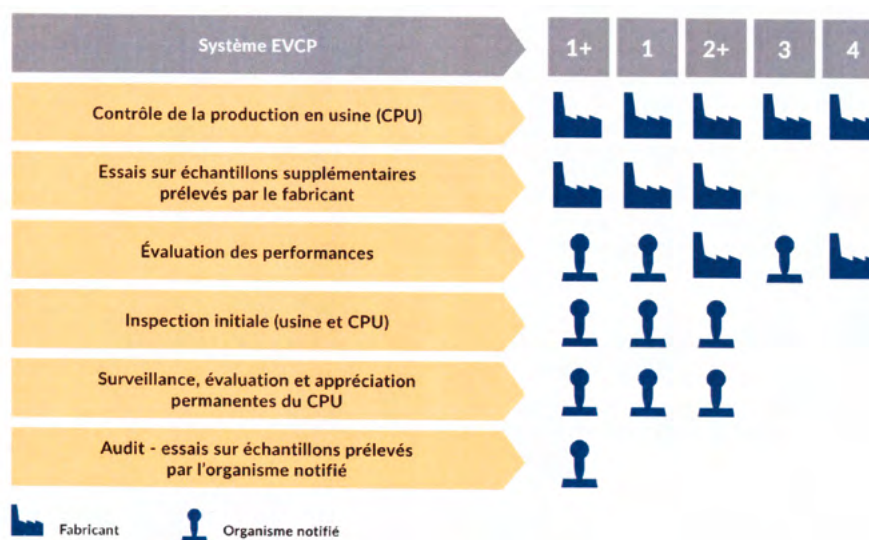 Système EVCP 1+ 1 2+ 3 4
Contrôle de la production en usine (CPU)
Essais sur échantillons supplémentaires
prélevés par le fabricant
Évaluation des performances
Inspection initiale (usine et CPU)
Surveillance, évaluation et appréciation
permanentes du CPU
Audit - essais sur échantillons prélevés
par l'organisme notifié
Fabricant Organisme notifié